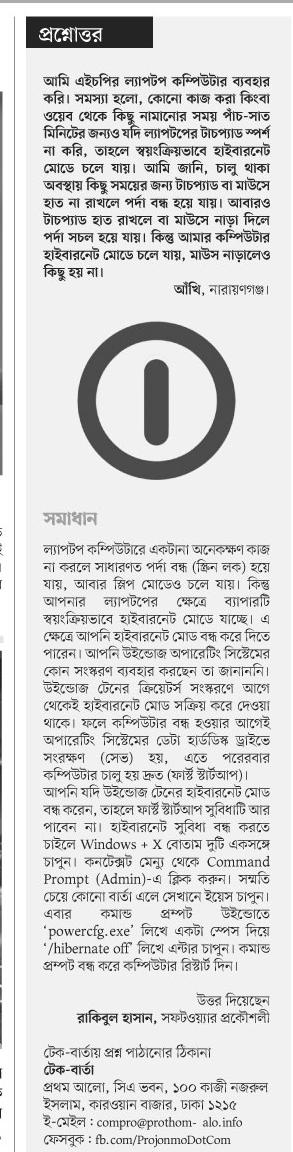 প্রশ্নোত্তর
আমি এইচপির ল্যাপটপ কম্পিউটার ব্যবহার
করি। সমস্যা হলো, কোনো কাজ করা কিংবা
ওয়েব থেকে কিছু নামানোর সময় পাঁচ-সাত
মিনিটের জন্যও যদি ল্যাপটপের টাচপ্যাড স্পর্শ
না করি, তাহলে স্বয়ংক্রিয়ভাবে হাইবারনেট
মোডে চলে যায়। আমি জানি, চালু থাকা
অবস্থায় কিছু সময়ের জন্য টাচপ্যাড বা মাউসে
হাত না রাখলে পর্দা বন্ধ হয়ে যায়। আবারও
টাচপ্যাড হাত রাখলে বা মাউসে নাড়া দিলে
পর্দা সচল হয়ে যায়। কিন্তু আমার কম্পিউটার
হাইবারনেট মোডে চলে যায়, মাউস নাড়ালেও
কিছু হয় না।
আঁখি, নারায়ণগঞ্জ।
সমাধান
ল্যাপটপ কম্পিউটারে একটানা অনেকক্ষণ কাজ
না করলে সাধারণত পর্দা বন্ধ (স্ক্রিন লক) হয়ে
যায়, আবার স্লিপ মোডেও চলে যায়। কিন্তু
আপনার ল্যাপটপের ক্ষেত্রে ব্যাপারটি
স্বয়ংক্রিয়ভাবে হাইবারনেট মোডে যাচ্ছে। এ
ক্ষেত্রে আপনি হাইবারনেট মোড বন্ধ করে দিতে
পারেন। আপনি উইন্ডোজ অপারেটিং সিস্টেমের
কোন সংস্করণ ব্যবহার করছেন তা জানাননি।
উইন্ডোজ টেনের ক্রিয়েটর্স সংস্করণে আগে
থেকেই হাইবারনেট মোড সক্রিয় করে দেওয়া
থাকে। ফলে কম্পিউটার বন্ধ হওয়ার আগেই
অপারেটিং সিস্টেমের ডেটা হার্ডডিস্ক ড্রাইভে
সংরক্ষণ (সেভ) হয়, এতে পরেরবার
কম্পিউটার চালু হয় দ্রুত (ফার্স্ট স্টার্টআপ)।
আপনি যদি উইন্ডোজ টেনের হাইবারনেট মোড
বন্ধ করেন, তাহলে ফার্স্ট স্টার্টআপ সুবিধাটি আর
পাবেন না। হাইবারনেট সুবিধা বন্ধ করতে
চাইলে Windows + X বোতাম দুটি একসঙ্গে
চাপুন। কনটেক্সট মেন্যু থেকে Command
Prompt (Admin)-এ ক্লিক করুন। সম্মতি
চেয়ে কোনো বার্তা এলে সেখানে ইয়েস চাপুন।
এবার কমান্ড প্রম্পট উইন্ডোতে
‘powercfg.exe’ লিখে একটা স্পেস দিয়ে
‘/hibernate off’ লিখে এন্টার চাপুন। কমান্ড
প্রম্পট বন্ধ করে কম্পিউটার রিস্টার্ট দিন।
উত্তর দিয়েছেন
রাকিবুল হাসান, সফটওয়্যার প্রকৌশলী
টেক-বার্তায় প্রশ্ন পাঠানোর ঠিকানা
টেক-বার্তা
প্রথম আলো, সিএ ভবন, ১০০ কাজী নজরুল
ইসলাম, কারওয়ান বাজার, ঢাকা ১২১৫
ই-মেইল : compro@prothom- alo.info
ফেসবুক : fb.com/ProjonmoDotCom